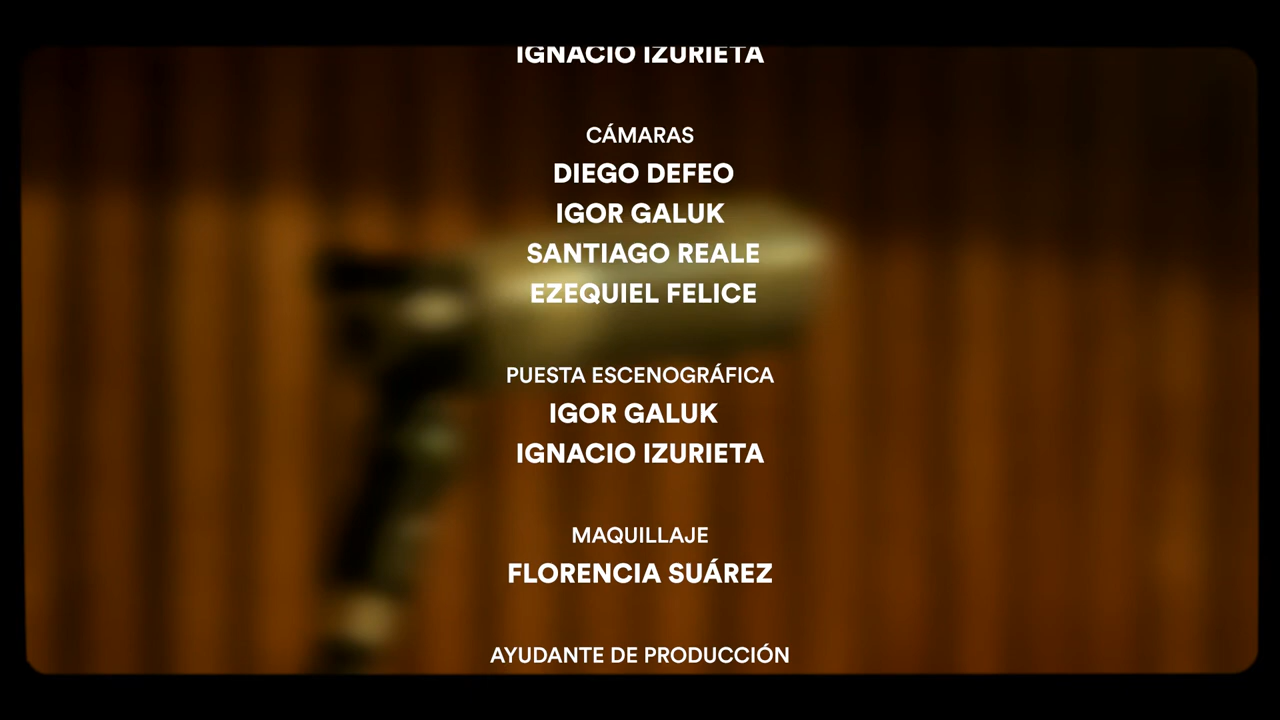 IGNACIO IZURIETA
CÁMARAS
DIEGO DEFEO
IGOR GALUK
SANTIAGO REALE
EZEQUIEL FELICE
PUESTA ESCENOGRÁFICA
IGOR GALUK
IGNACIO IZURIETA
MAQUILLAJE
FLORENCIA SUÁREZ
AYUDANTE DE PRODUCCIÓN